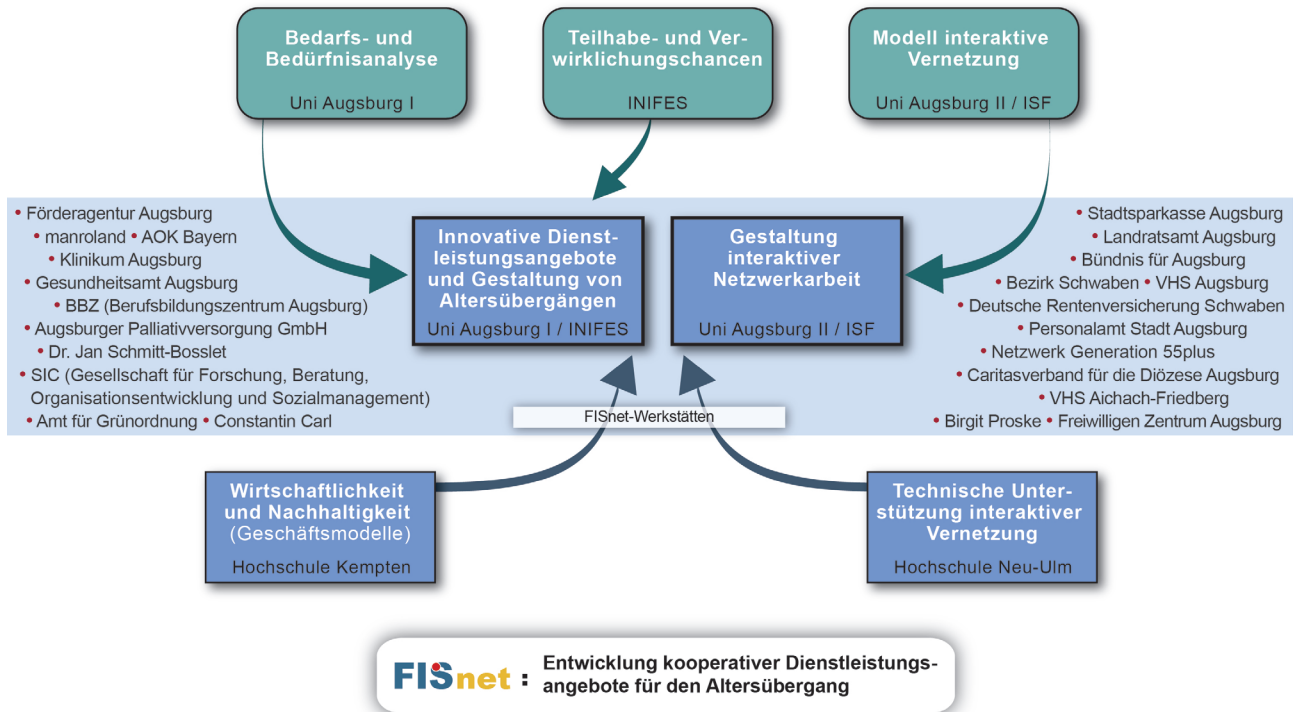 Bedarfs- und
Bedürfnisanalyse
Uni Augsburg I
Teilhabe- und Ver-
wirklichungschancen
INIFES
Modell interaktive
Vernetzung
Uni Augsburg II / ISF
• Förderagentur Augsburg
• manroland • AOK Bayern
• Klinikum Augsburg
• Gesundheitsamt Augsburg
• BBZ (Berufsbildungszentrum Augsburg)
• Augsburger Palliativversorgung GmbH
• Dr. Jan Schmitt-Bosslet
• SIC (Gesellschaft für Forschung, Beratung,
Organisationsentwicklung und Sozialmanagement)
• Amt für Grünordnung • Constantin Carl
Innovative Dienst-
leistungsangebote
und Gestaltung von
Altersübergängen
Uni Augsburg I / INIFES
Gestaltung
interaktiver
Netzwerkarbeit
Uni Augsburg II / ISF
• Stadtsparkasse Augsburg
• Landratsamt Augsburg
• Bündnis für Augsburg
• Bezirk Schwaben • VHS Augsburg
• Deutsche Rentenversicherung Schwaben
• Personalamt Stadt Augsburg
• Netzwerk Generation 55plus
• Caritasverband für die Diözese Augsburg
• VHS Aichach-Friedberg
• Birgit Proske • Freiwilligen Zentrum Augsburg
FISnet-Werkstätten
Wirtschaftlichkeit
und Nachhaltigkeit
(Geschäftsmodelle)
Hochschule Kempten
Technische Unter-
stützung interaktiver
Vernetzung
Hochschule Neu-Ulm
FISnet :
Entwicklung kooperativer Dienstleistungs-
angebote für den Altersübergang